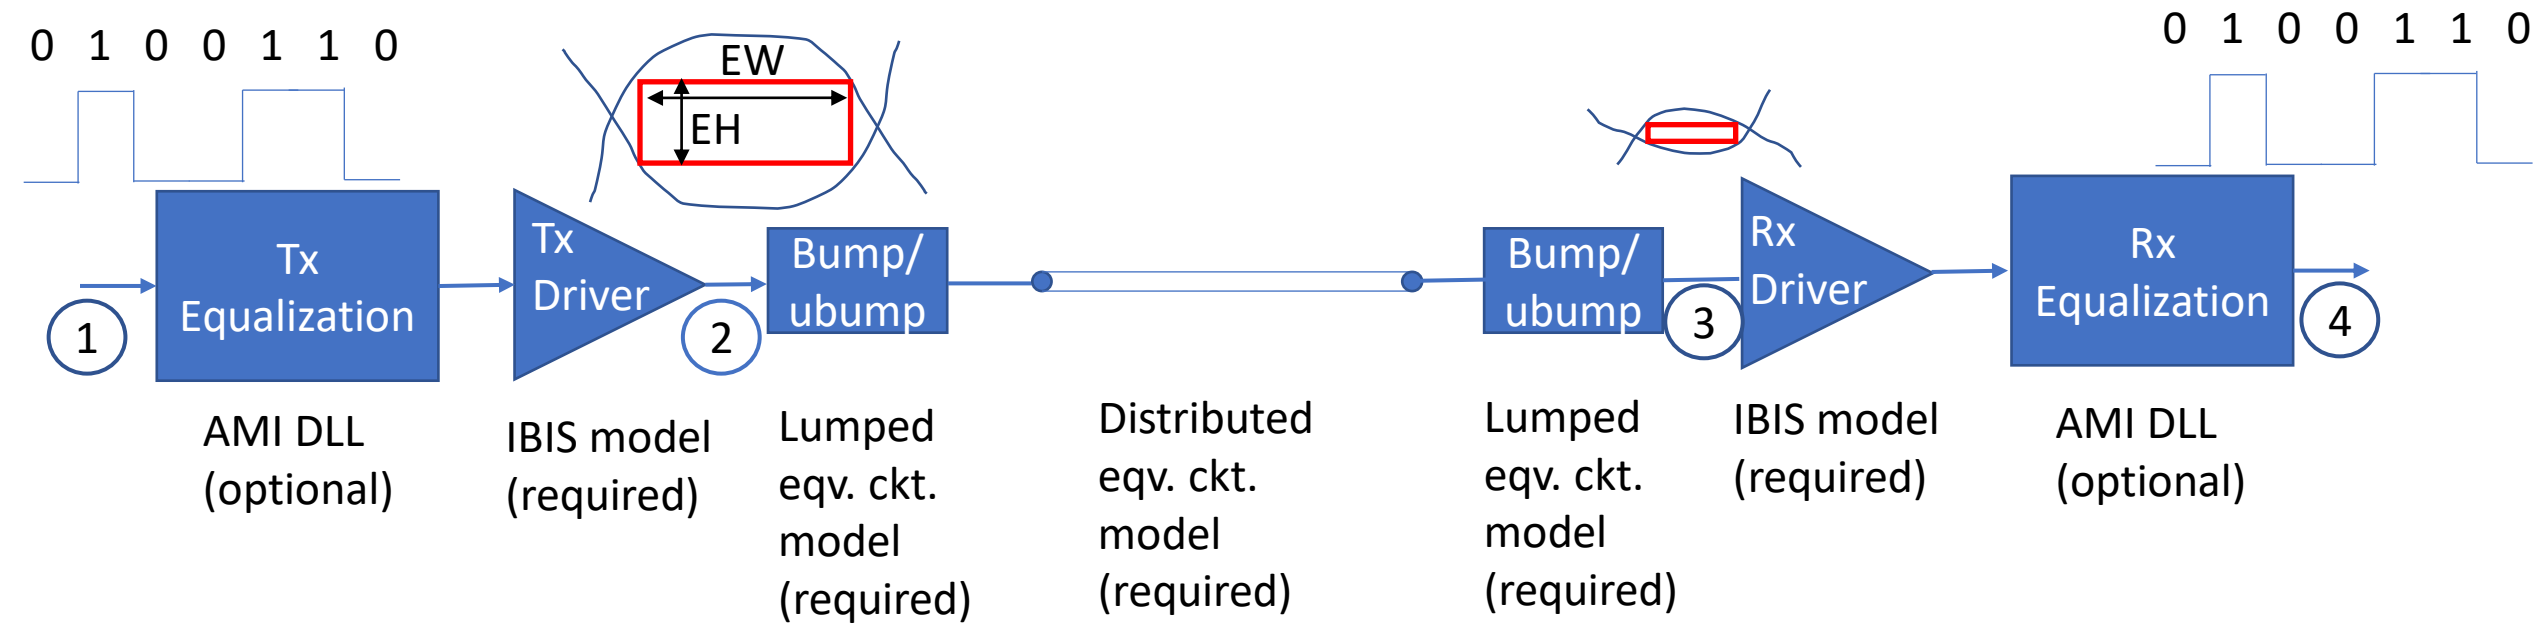 0 1 0 0 1 1 0
EW
EH
0 1 0 0 1 1 0
Tx
Equalization
Tx
Driver
Bump/
ubump
Bump/
ubump
Rx
Driver
Rx
Equalization
1
2
3
4
AMI DLL
(optional)
IBIS model
(required)
Lumped
eqv. ckt.
model
(required)
Distributed
eqv. ckt.
model
(required)
Lumped
eqv. ckt.
model
(required)
IBIS model
(required)
AMI DLL
(optional)